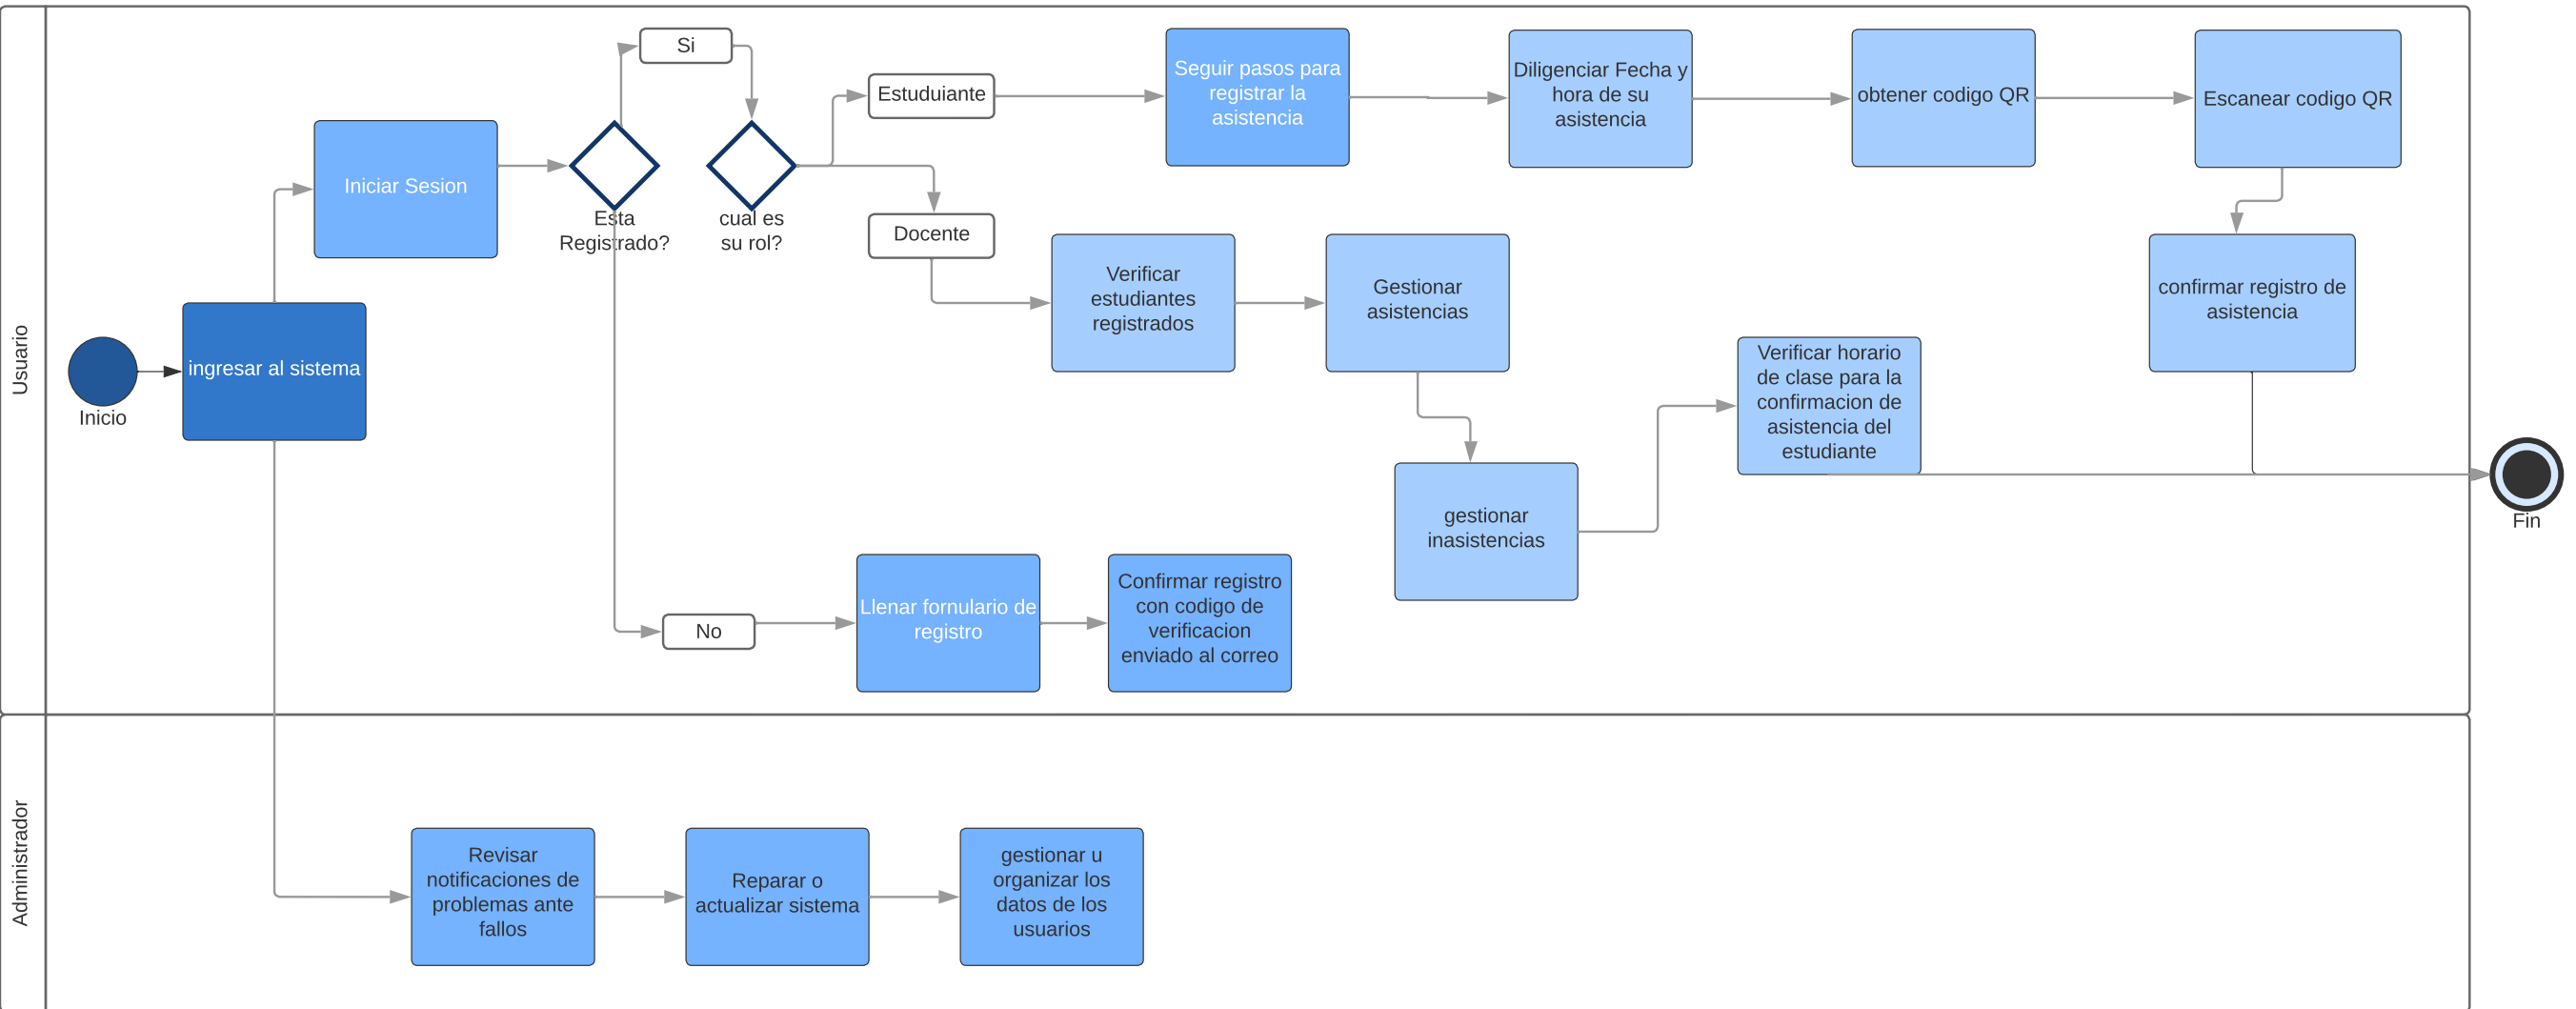 Usuario
Inicio
ingresar al sistema
Iniciar Sesion
Esta
Registrado?
Si
cual es
su rol?
Estuduiante
Seguir pasos para
registrar la
asistencia
Diligenciar Fecha y
hora de su
asistencia
obtener codigo QR
Escanear codigo QR
confirmar registro de
asistencia
Docente
Verificar
estudiantes
registrados
Gestionar
asistencias
gestionar
inasistencias
Verificar horario
de clase para la
confirmacion de
asistencia del
estudiante
Fin
No
Llenar fornulario de
registro
Confirmar registro
con codigo de
verificacion
enviado al correo
Administrador
Revisar
notificaciones de
problemas ante
fallos
Reparar o
actualizar sistema
gestionar u
organizar los
datos de los
usuarios